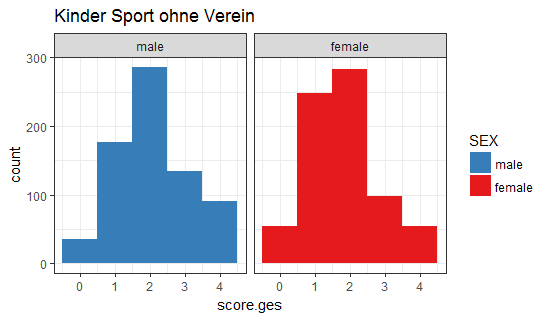 Kinder Sport ohne Verein
male female
300
200
100
0
count
0 1 2 3 4 0 1 2 3 4
score.ges
SEX
male
female